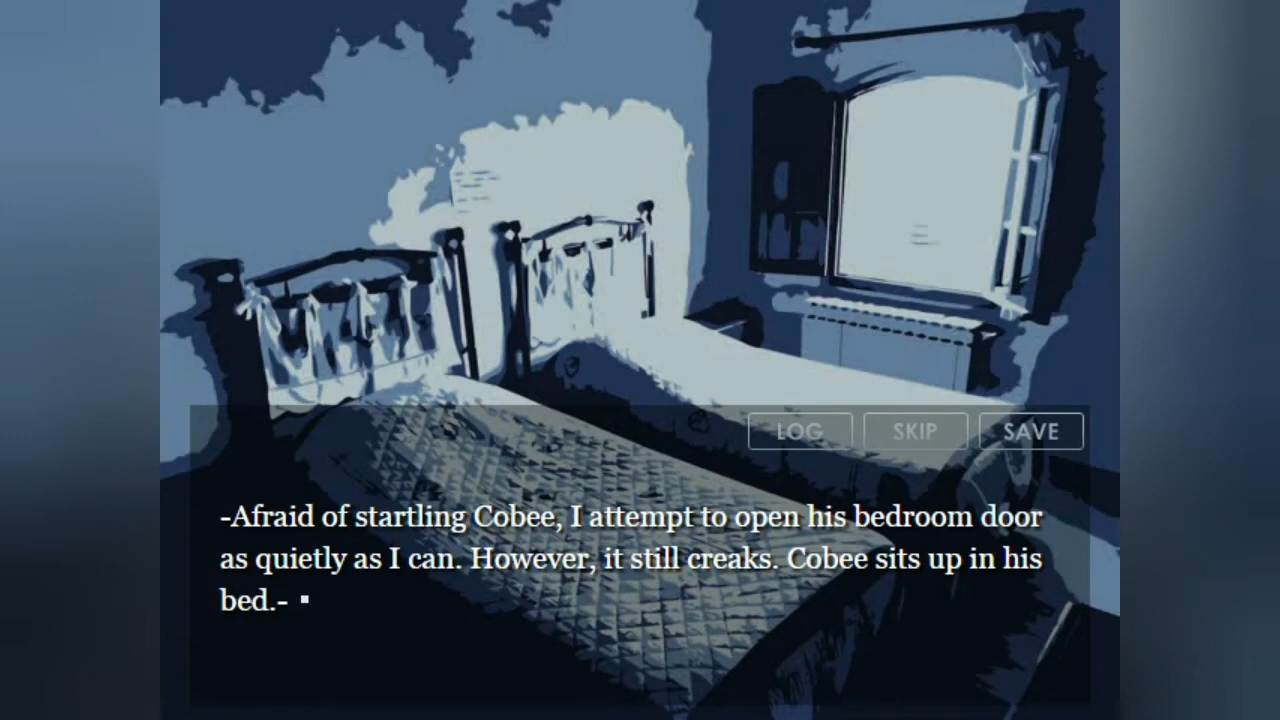 LOG SKIP SAVE
-Afraid of startling Cobee, I attempt to open his bedroom door
as quietly as I can. However, it still creaks. Cobee sits up in his
bed.-